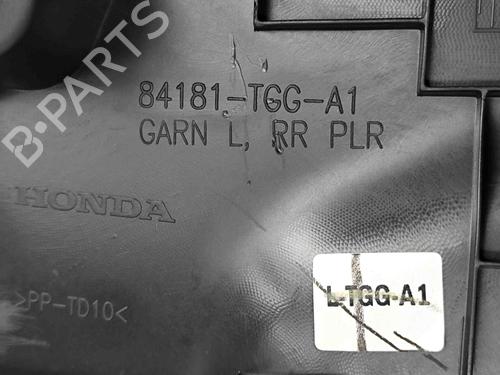 B-PARTS
84181-TGG-A1
GARN L, RR PLR
HONDA
>PP-TD10<
L-TGG-A1